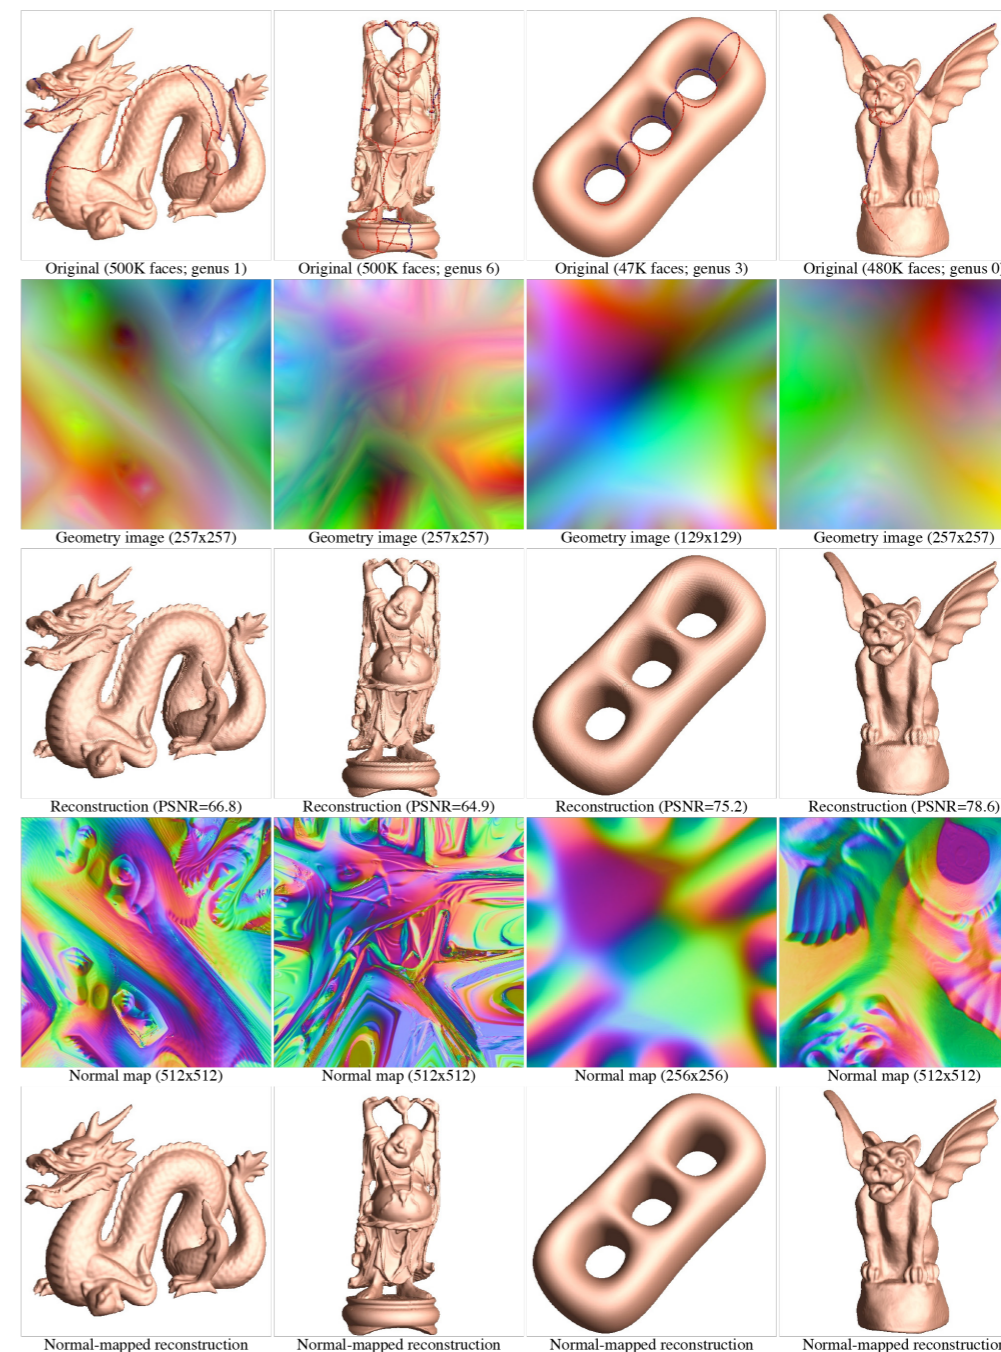 Original (500K faces; genus 1)
Original (500K faces; genus 6)
Original (47K faces; genus 3)
Original (480K faces; genus 0)
Geometry image (257x257)
Geometry image (257x257)
Geometry image (129x129)
Geometry image (257x257)
Reconstruction (PSNR=66.8)
Reconstruction (PSNR=64.9)
Reconstruction (PSNR=75.2)
Reconstruction (PSNR=78.6)
Normal map (512x512)
Normal map (512x512)
Normal map (256x256)
Normal map (512x512)
Normal-mapped reconstruction
Normal-mapped reconstruction
Normal-mapped reconstruction
Normal-mapped reconstruction